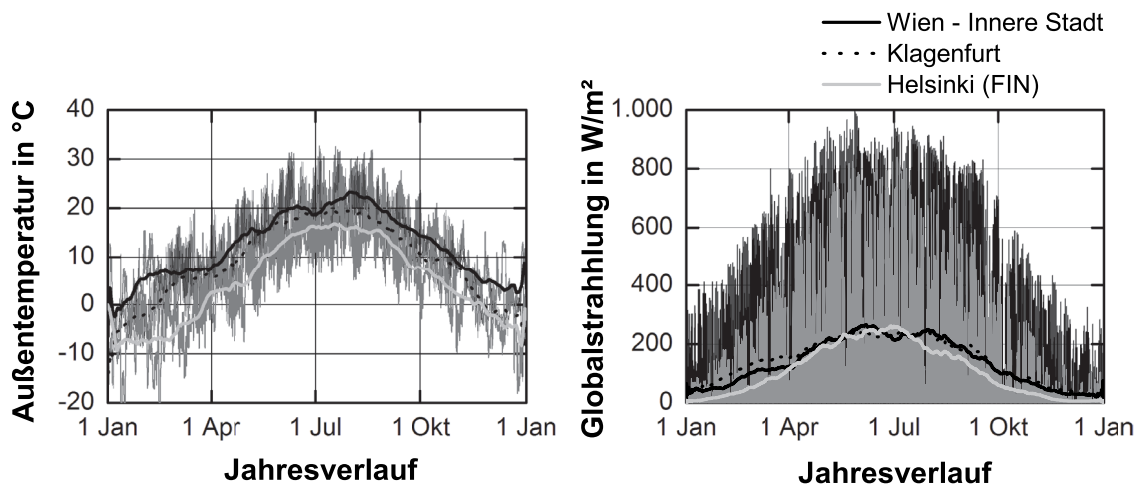 Wien - Innere Stadt
Klagenfurt
Helsinki (FIN)
Außentemperatur in °C
40
30
20
10
0
-10
-20
1 Jan
1 Apr
1 Jul
1 Okt
1 Jan
Jahresverlauf
Globalstrahhlung in W/m²
1.000
800
600
400
200
0
1 Jan
1 Apr
1 Jul
1 Okt
1 Jan
Jahresverlauf